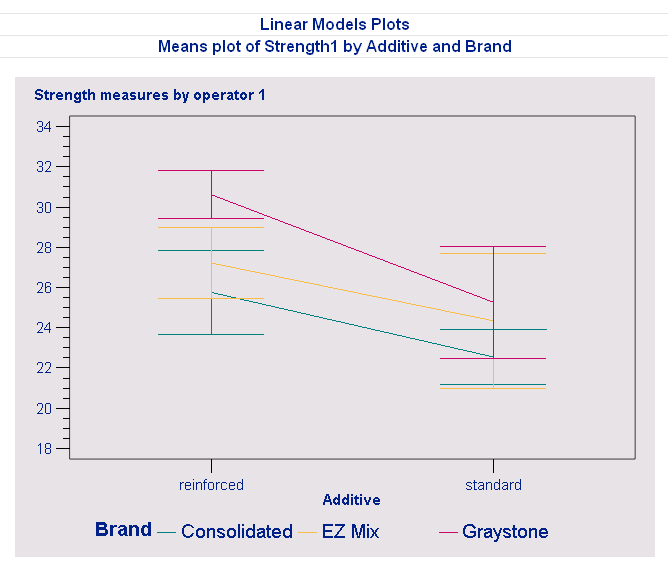 Linear Models Plots
Means plot of Strength1 by Additive and Brand
Strength measures by operator 1
34
32
30
28
26
24
22
20
18
reinforced standard
Additive
Brand Consolidated EZ Mix Graystone